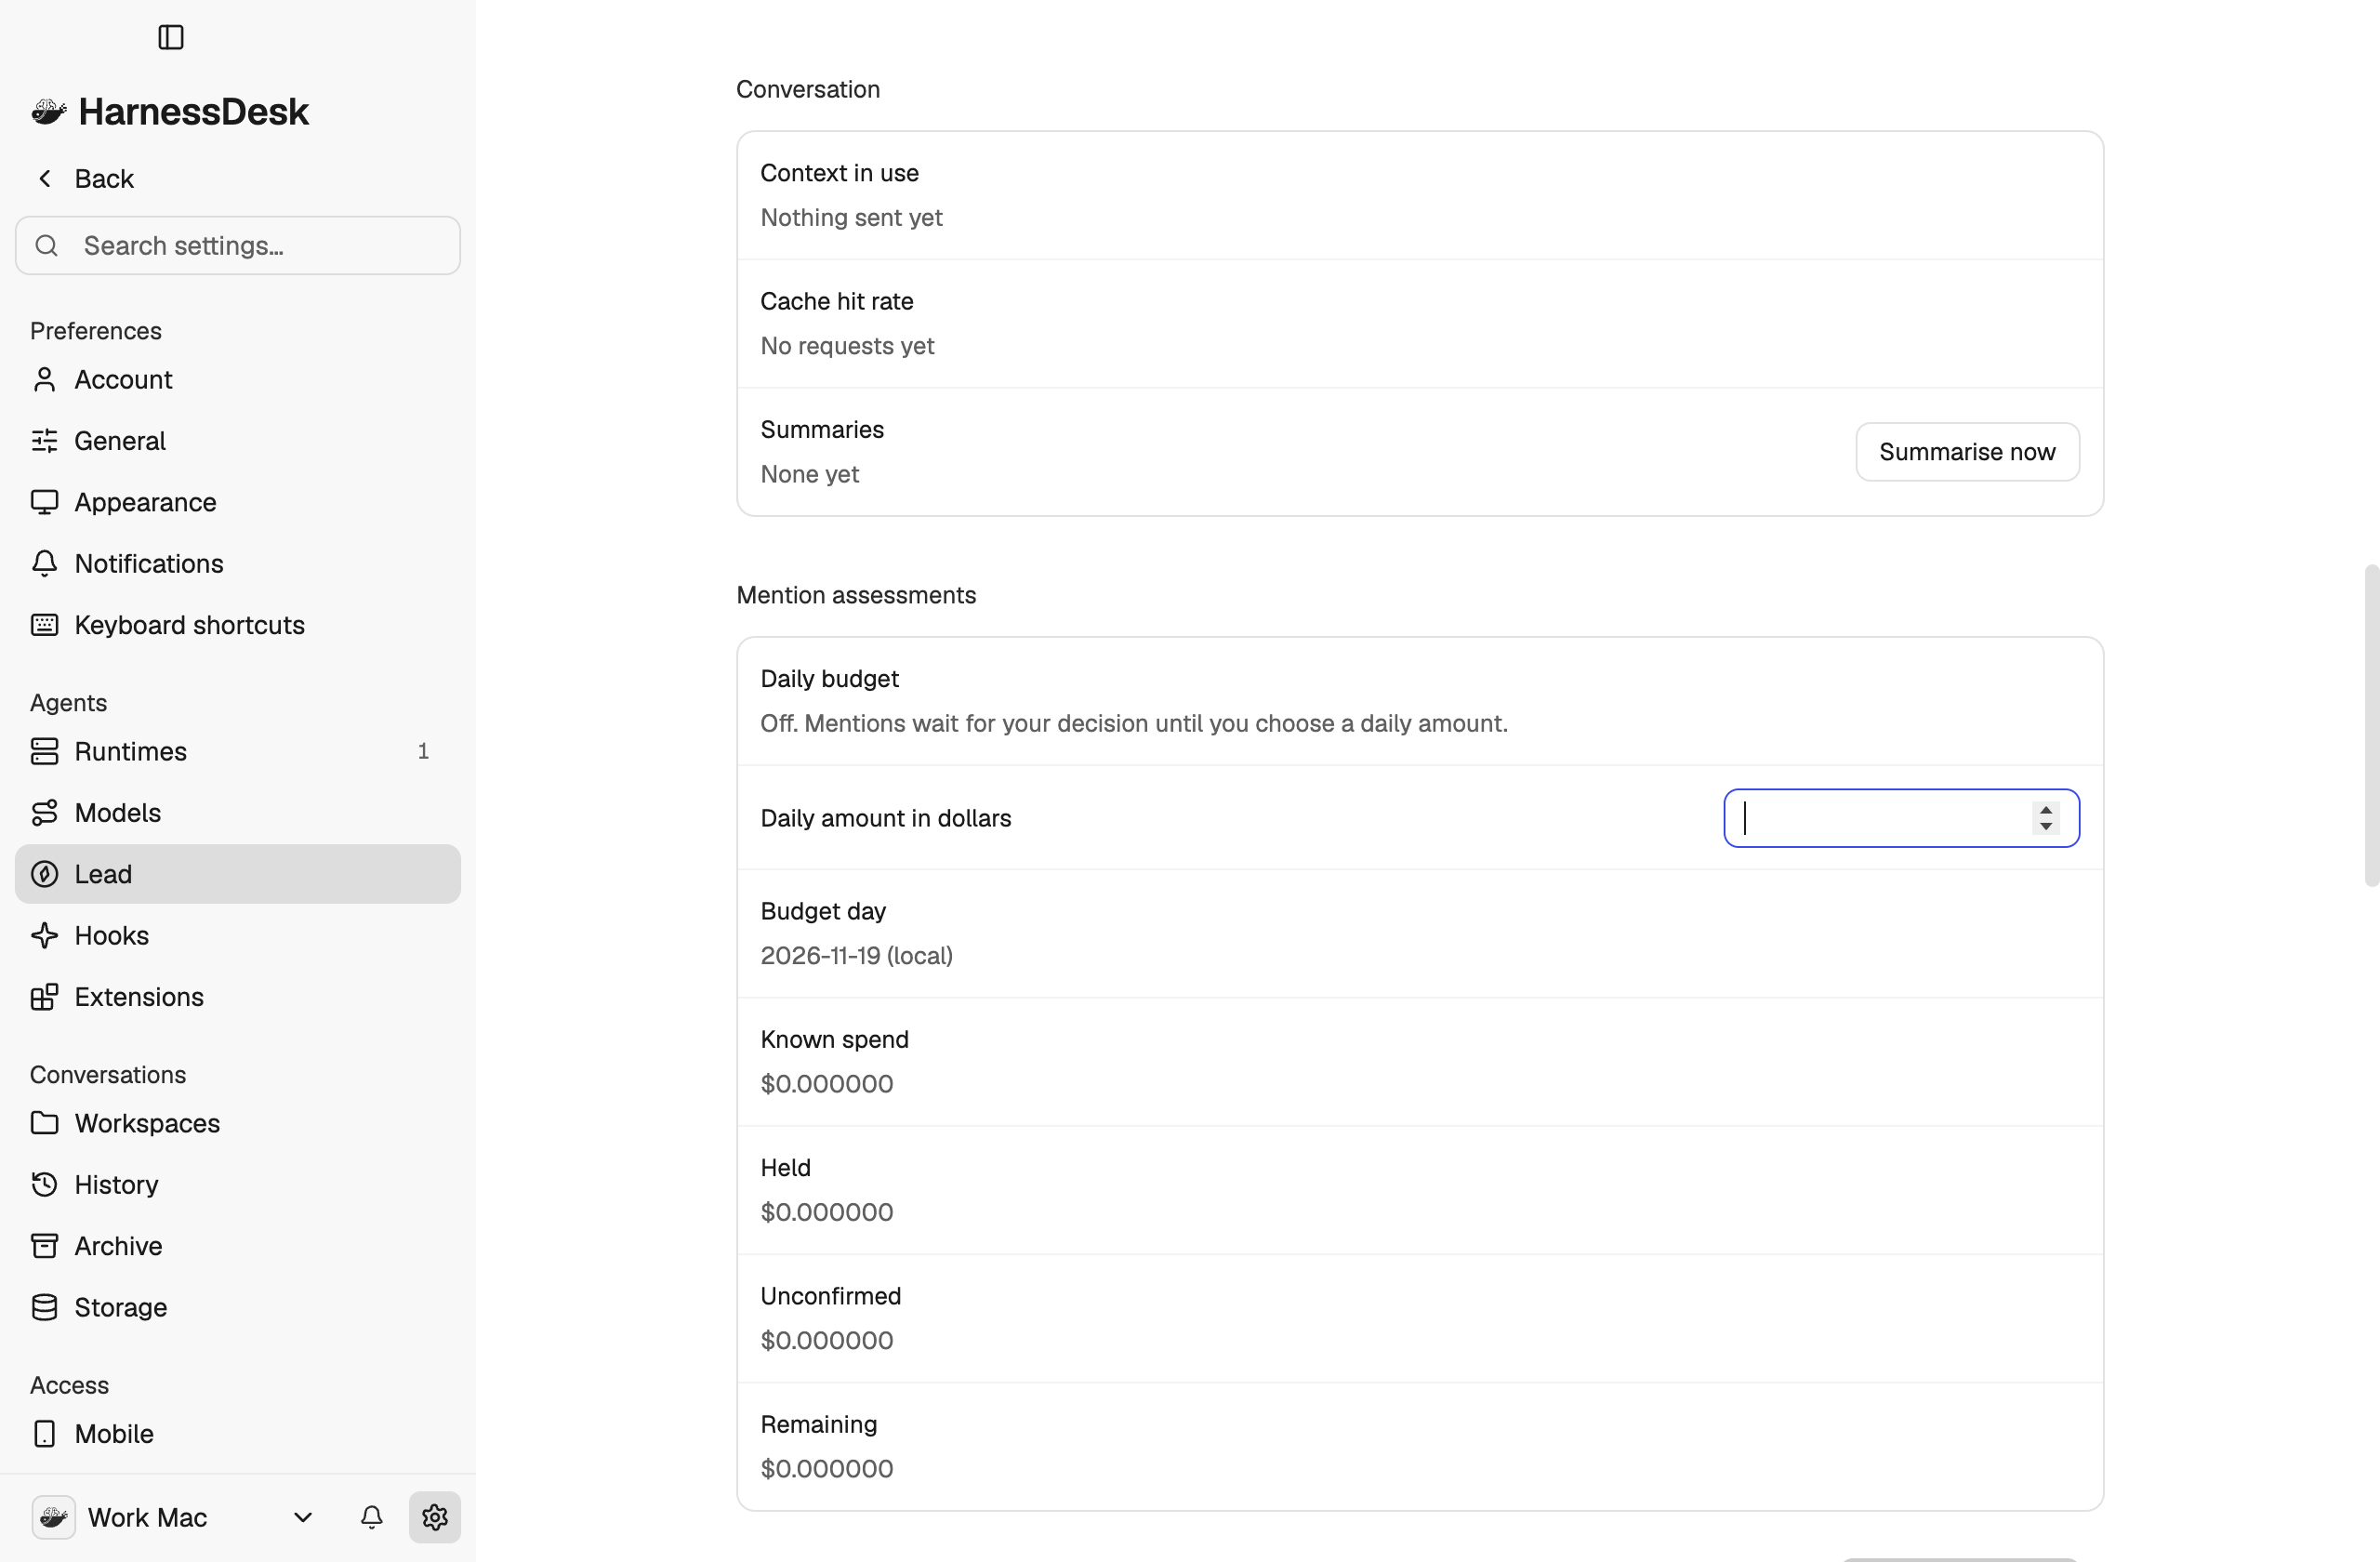 HarnessDesk
Back
Search settings...
Preferences
Account
General
Appearance
Notifications
Keyboard shortcuts
Agents
Runtimes 1
Models
Lead
Hooks
Extensions
Conversations
Workspaces
History
Archive
Storage
Access
Mobile
Work Mac
Conversation
Context in use
Nothing sent yet
Cache hit rate
No requests yet
Summaries
None yet
Summarise now
Mention assessments
Daily budget
Off. Mentions wait for your decision until you choose a daily amount.
Daily amount in dollars
Budget day
2026-11-19 (local)
Known spend
$0.000000
Held
$0.000000
Unconfirmed
$0.000000
Remaining
$0.000000